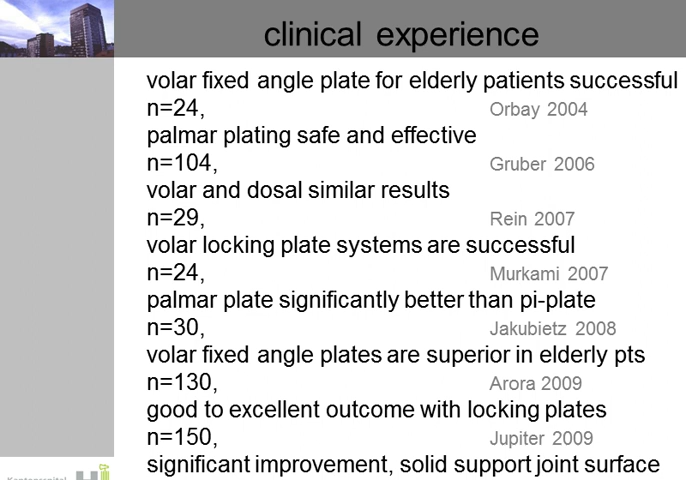 clinical experience
volar fixed angle plate for elderly patients successful
n=24, Orbay 2004
palmar plating safe and effective
n=104, Gruber 2006
volar and dosal similar results
n=29, Rein 2007
volar locking plate systems are successful
n=24, Murkami 2007
palmar plate significantly better than pi-plate
n=30, Jakubietz 2008
volar fixed angle plates are superior in elderly pts
n=130, Arora 2009
good to excellent outcome with locking plates
n=150, Jupiter 2009
significant improvement, solid support joint surface